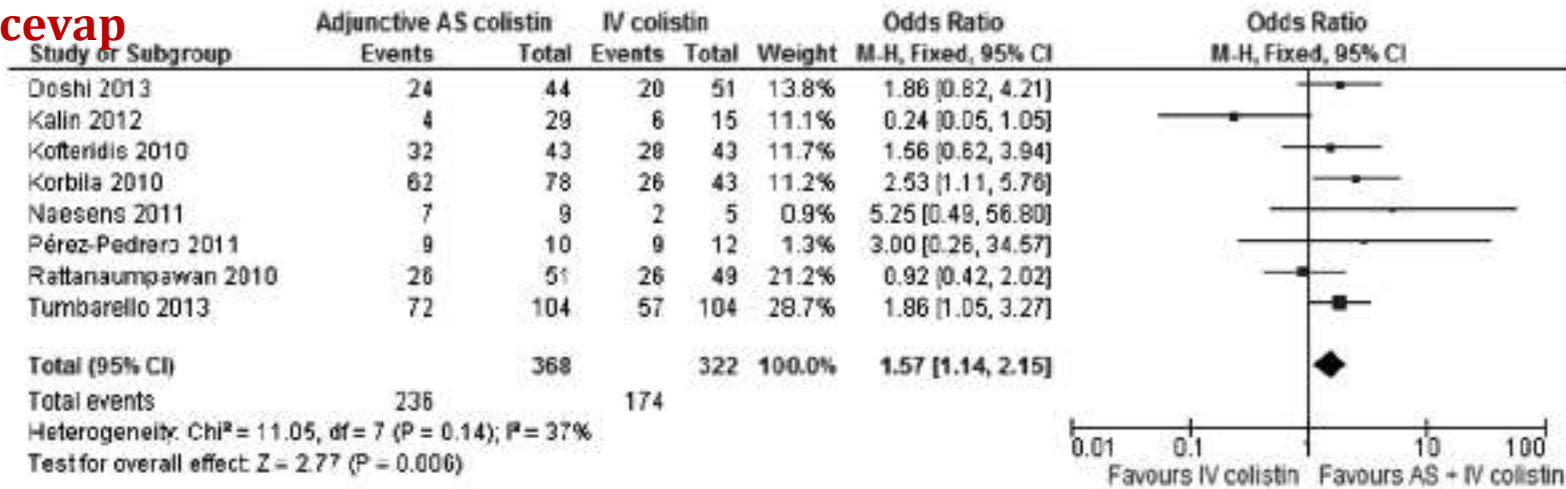 cevap
Adjunctive AS colistin IV colistin Odds Ratio Odds Ratio
Study or Subgroup Events Total Events Total Weight M-H, Fixed, 95% CI M-H, Fixed, 95% CI
Doshi 2013 24 44 20 51 13.8% 1.86 [0.82, 4.21]
Kalin 2012 4 29 6 15 11.1% 0.24 [0.05, 1.05]
Kofteridis 2010 32 43 28 43 11.7% 1.56 [0.62, 3.94]
Korbila 2010 62 78 26 43 11.2% 2.53 [1.11, 5.76]
Naesens 2011 7 9 2 5 0.9% 5.25 [0.49, 56.80]
Pérez-Pedrero 2011 9 10 9 12 1.3% 3.00 [0.26, 34.57]
Rattanaumpawan 2010 26 51 26 49 21.2% 0.92 [0.42, 2.02]
Tumbarello 2013 72 104 57 104 28.7% 1.86 [1.05, 3.27]
Total (95% CI) 368 322 100.0% 1.57 [1.14, 2.15]
Total events 236 174
Heterogeneity: Chi² = 11.05, df = 7 (P = 0.14); I² = 37%
Test for overall effect: Z = 2.77 (P = 0.006)
0.01 0.1 1 10 100
Favours IV colistin Favours AS + IV colistin